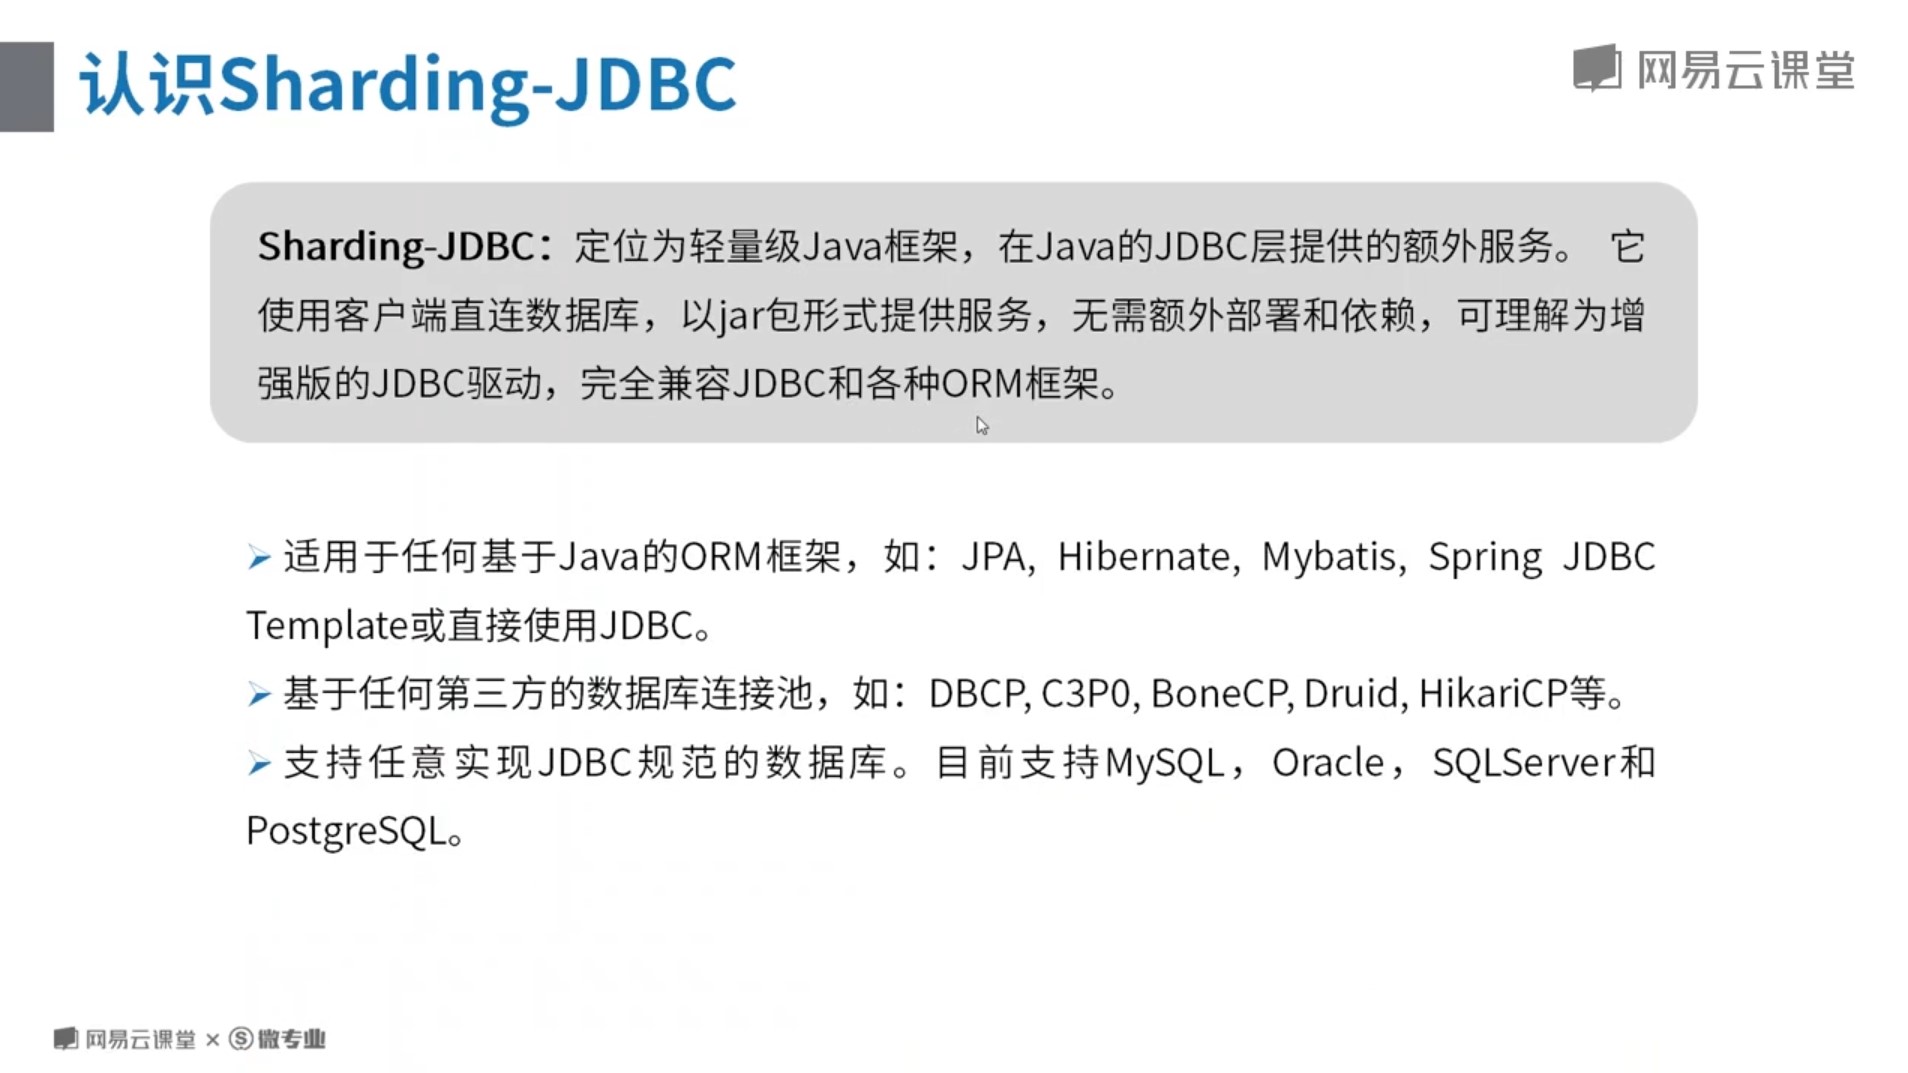 认识Sharding-JDBC
网易云课堂
Sharding-JDBC：定位为轻量级Java框架，在Java的JDBC层提供的额外服务。 它
使用客户端直连数据库，以jar包形式提供服务，无需额外部署和依赖，可理解为增
强版的JDBC驱动，完全兼容JDBC和各种ORM框架。
➢ 适用于任何基于Java的ORM框架，如：JPA, Hibernate, Mybatis, Spring JDBC
Template或直接使用JDBC。
➢ 基于任何第三方的数据库连接池，如：DBCP, C3P0, BoneCP, Druid, HikariCP等。
➢ 支持任意实现JDBC规范的数据库。目前支持MySQL，Oracle，SQLServer和
PostgreSQL。
网易云课堂 × Ⓢ微专业